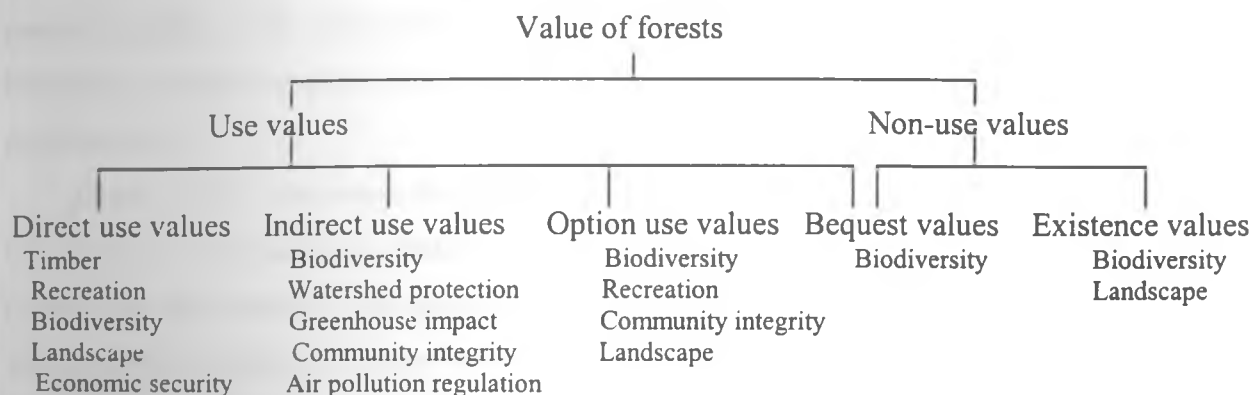 Value of forests
Use values Non-use values
Direct use values Indirect use values Option use values Bequest values Existence values
Timber Biodiversity Biodiversity Biodiversity Biodiversity
Recreation Watershed protection Recreation Landscape
Biodiversity Greenhouse impact Community integrity
Landscape Community integrity Landscape
Economic security Air pollution regulation